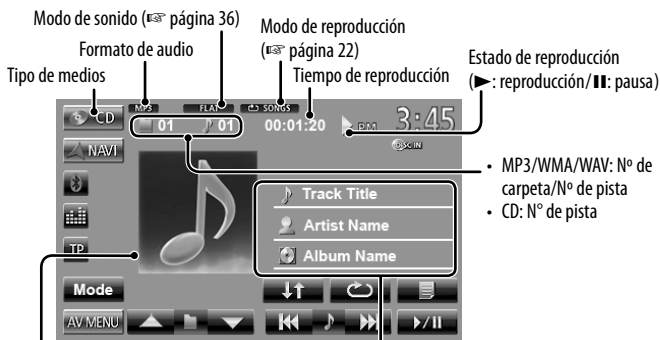 Modo de sonido (☞ página 36)
Modo de reproducción
(☞ página 22)
Formato de audio
Tipo de medios
Tiempo de reproducción
Estado de reproducción
(►: reproducción/II: pausa)
CD
MP3
FLAT
SONGS
01
01
00:01:20
PM
3:45
DISC IN
NAVI
• MP3/WMA/WAV: Nº de
carpeta/Nº de pista
• CD: N° de pista
Track Title
Artist Name
TP
Album Name
Mode
AV MENU